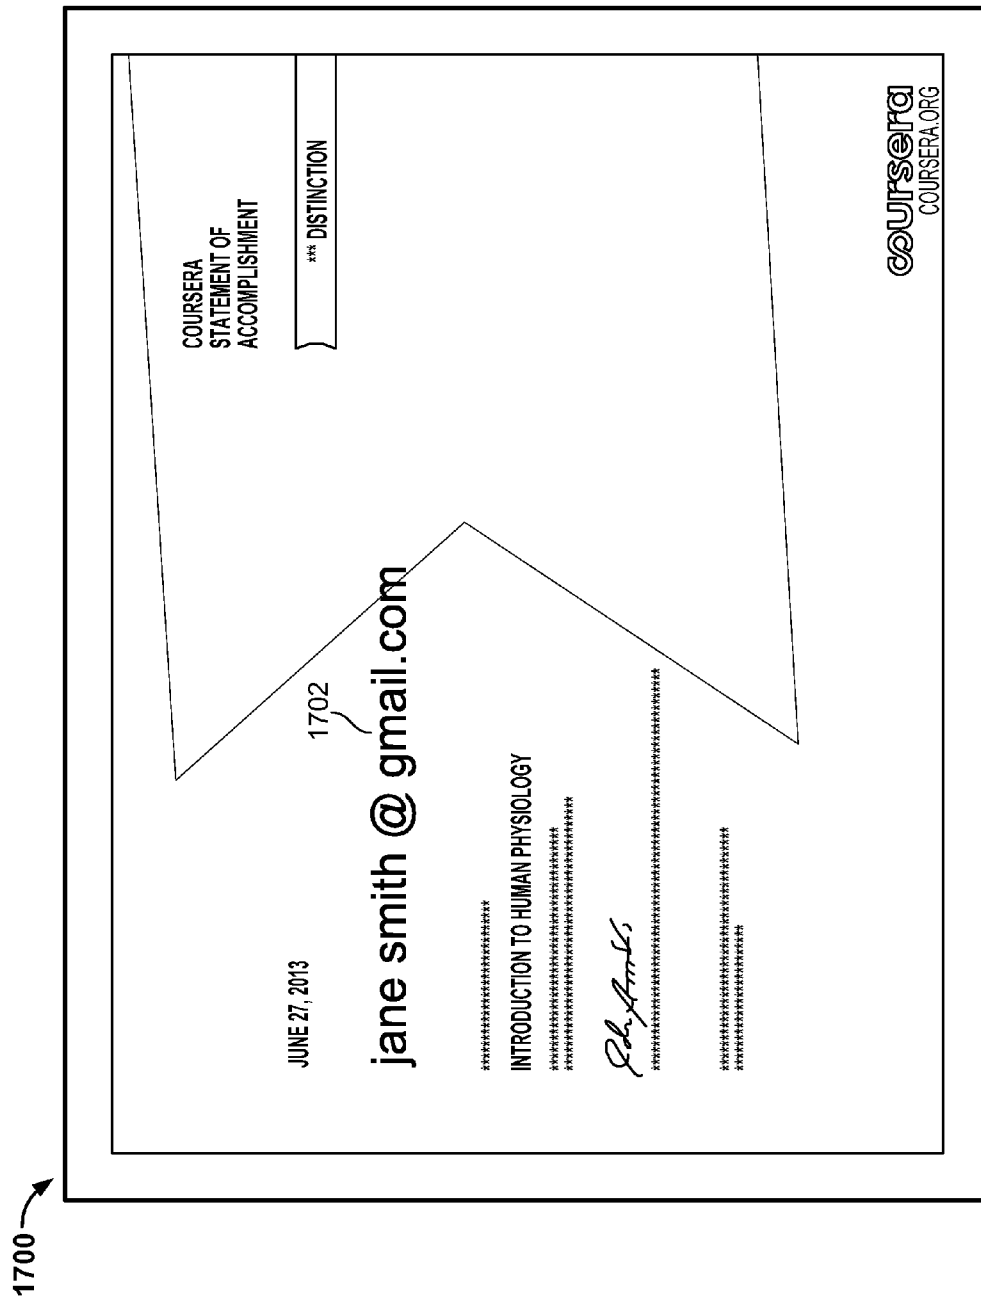 1700
JUNE 27, 2013
1702
jane smith @ gmail.com
*****************************
INTRODUCTION TO HUMAN PHYSIOLOGY
******************************************
***********************************************
*********************************************************************
******************************************
*************************
COURSERA
STATEMENT OF
ACCOMPLISHMENT
*** DISTINCTION
coursera
COURSERA.ORG